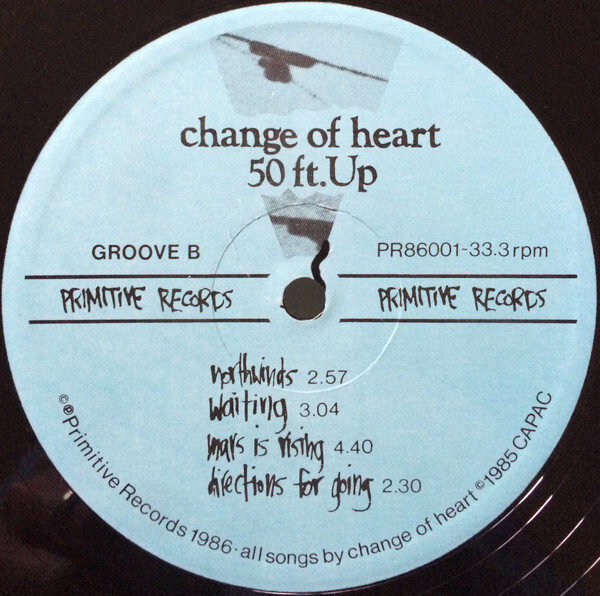 change of heart
50 ft.Up
GROOVE B
PR86001-33.3rpm
PRIMITIVE RECORDS
PRIMITIVE RECORDS
northwinds 2.57
waiting 3.04
mars is rising 4.40
directions for going 2.30
©℗Primitive Records 1986·all songs by change of heart©1985 CAPAC